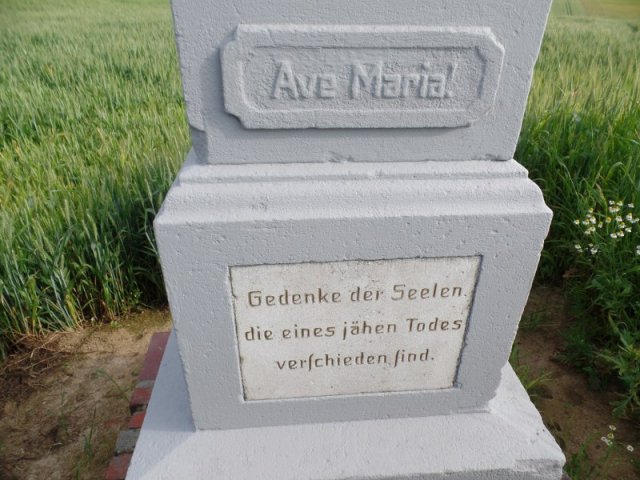 Ave Maria!
Gedenke der Seelen.
die eines jähen Todes
verſchieden ſind.